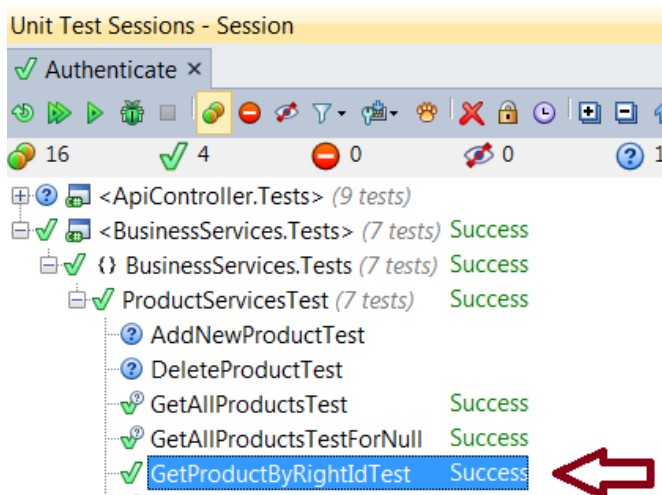 Unit Test Sessions - Session
Authenticate ×
16 4 0 0 1
<ApiController.Tests> (9 tests)
<BusinessServices.Tests> (7 tests) Success
{} BusinessServices.Tests (7 tests) Success
ProductServicesTest (7 tests) Success
AddNewProductTest
DeleteProductTest
GetAllProductsTest Success
GetAllProductsTestForNull Success
GetProductByRightIdTest Success